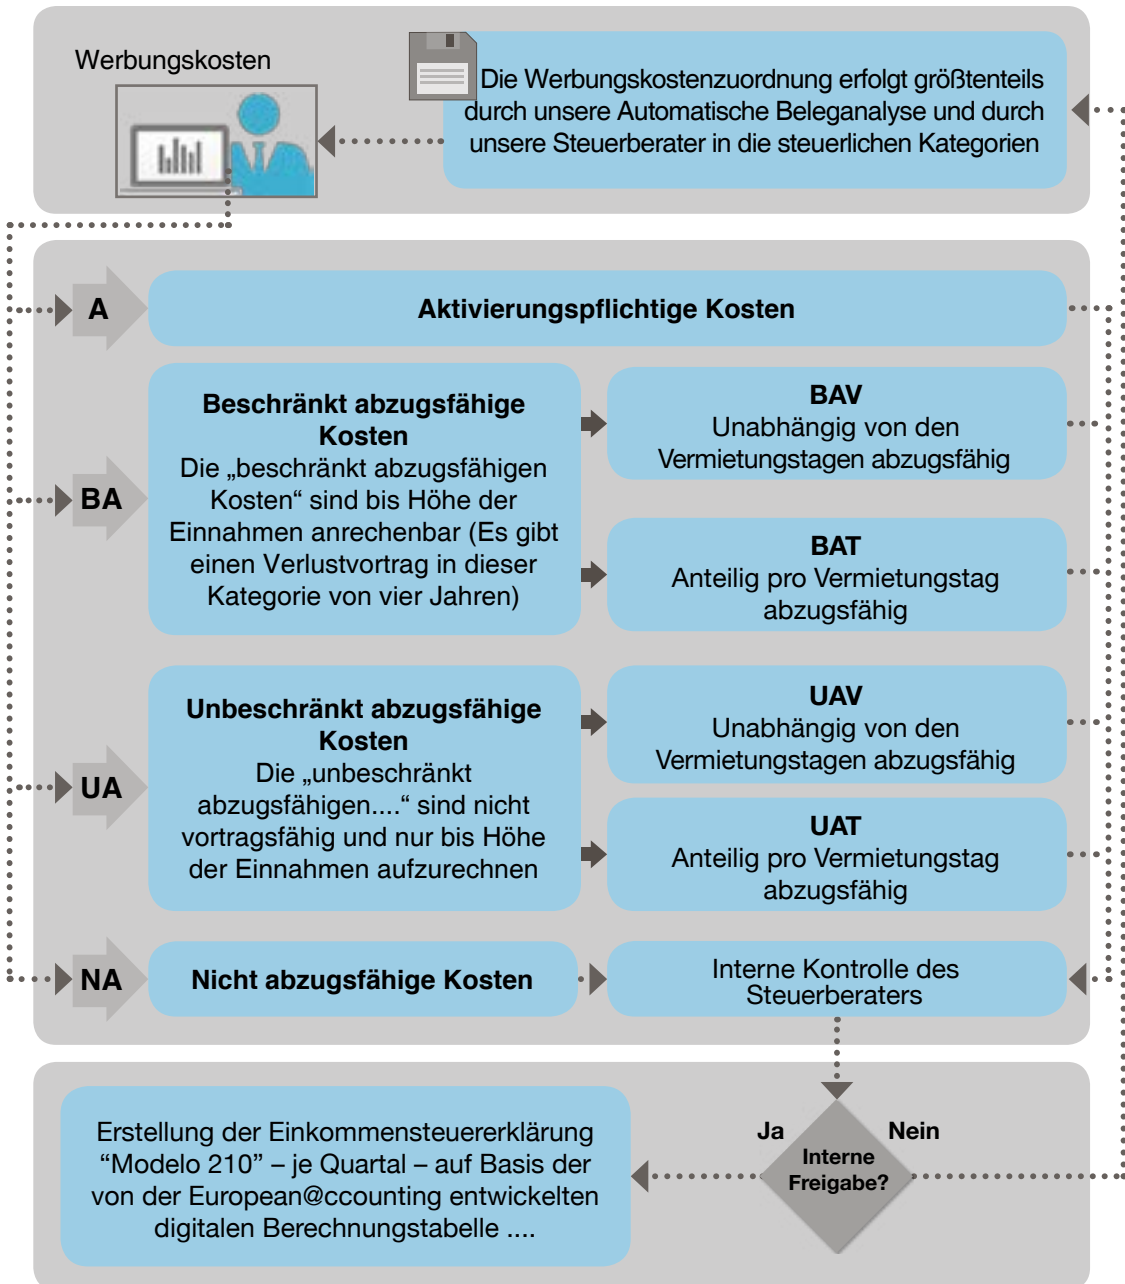 Werbungskosten
Die Werbungskostenzuordnung erfolgt größtenteils
durch unsere Automatische Beleganalyse und durch
unsere Steuerberater in die steuerlichen Kategorien
A
Aktivierungspflichtige Kosten
BA
Beschränkt abzugsfähige
Kosten
Die „beschränkt abzugsfähigen
Kosten“ sind bis Höhe der
Einnahmen anrechenbar (Es gibt
einen Verlustvortrag in dieser
Kategorie von vier Jahren)
BAV
Unabhängig von den
Vermietungstagen abzugsfähig
BAT
Anteilig pro Vermietungstag
abzugsfähig
UA
Unbeschränkt abzugsfähige
Kosten
Die „unbeschränkt
abzugsfähigen....“ sind nicht
vortragsfähig und nur bis Höhe
der Einnahmen aufzurechnen
UAV
Unabhängig von den
Vermietungstagen abzugsfähig
UAT
Anteilig pro Vermietungstag
abzugsfähig
NA
Nicht abzugsfähige Kosten
Interne Kontrolle des
Steuerberaters
Ja
Nein
Interne
Freigabe?
Erstellung der Einkommensteuererklärung
“Modelo 210” – je Quartal – auf Basis der
von der European@ccounting entwickelten
digitalen Berechnungstabelle ....